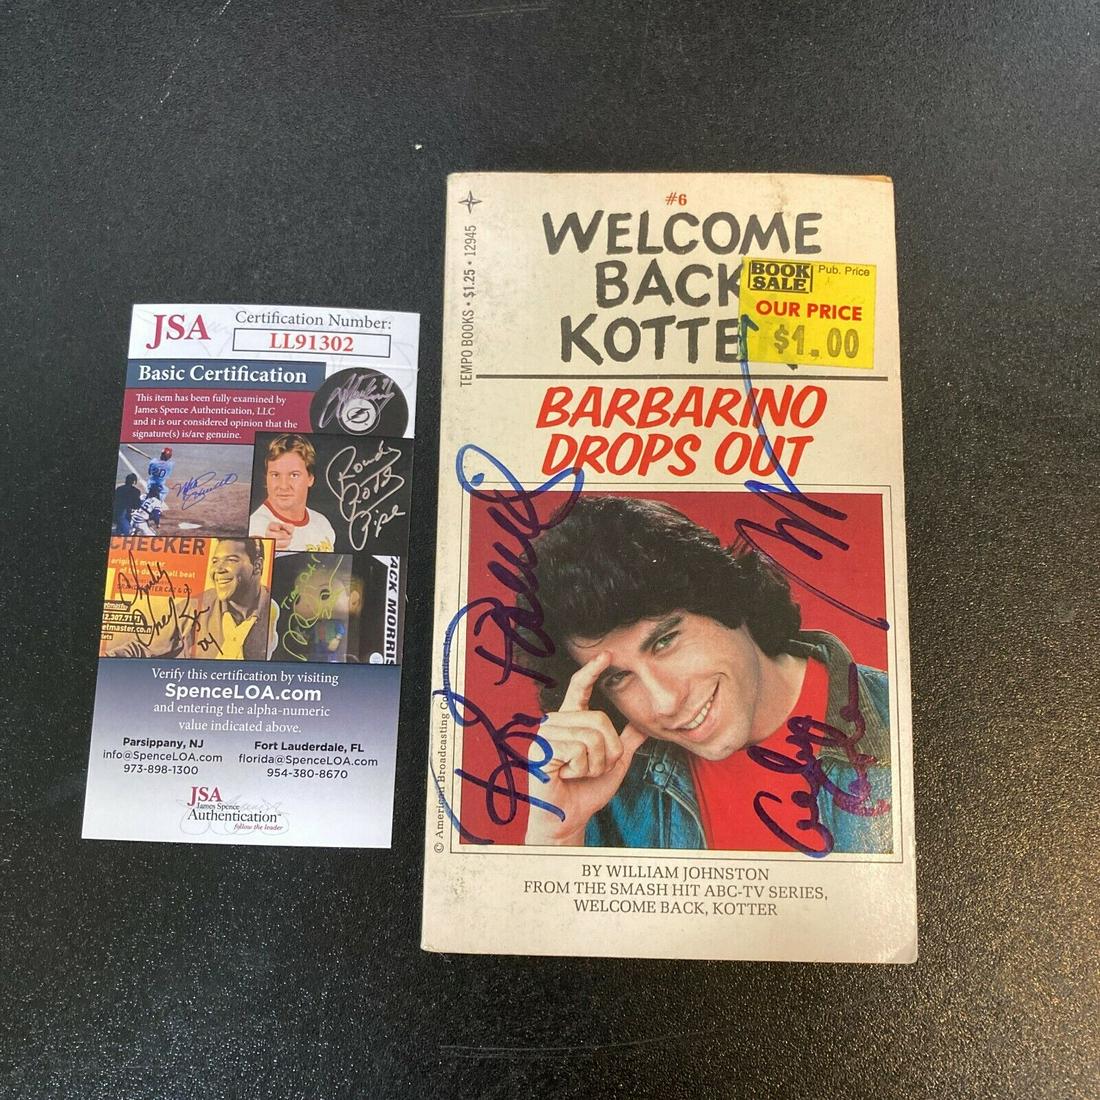 JSA
Certification Number:
LL91302
Basic Certification
This item has been fully examined by
James Spence Authentication, LLC
and it is our considered opinion that the
signature(s) is/are genuine.
Rowdy
Roddy
Piper
CHECKER
ACK MORRIS
Verify this certification by visiting
SpenceLOA.com
and entering the alpha-numeric
value indicated above.
Parsippany, NJ
info@SpenceLOA.com
973-898-1300
Fort Lauderdale, FL
florida@SpenceLOA.com
954-380-8670
JSA
James Spence
Authentication
follow the leader
TEMPO BOOKS • $1.25 • 12945
#6
WELCOME
BACK
KOTTE
BOOK
SALE
Pub. Price
OUR PRICE
$1.00
BARBARINO
DROPS OUT
© American Broadcasting
BY WILLIAM JOHNSTON
FROM THE SMASH HIT ABC-TV SERIES,
WELCOME BACK, KOTTER